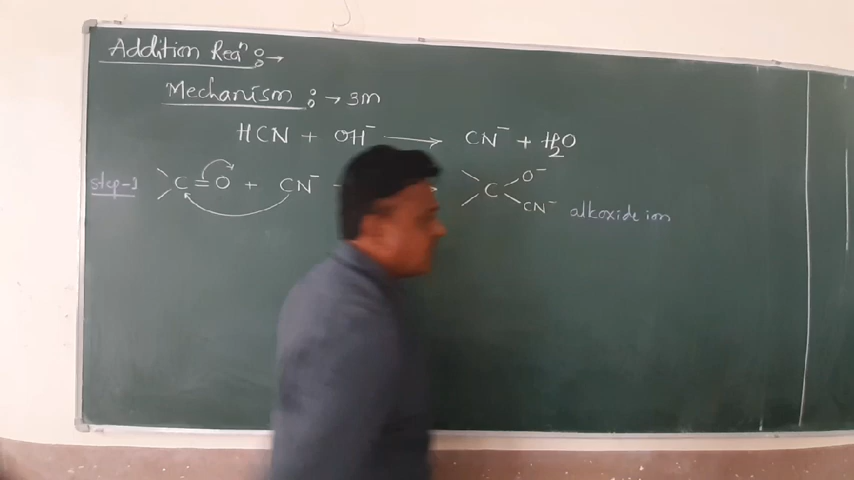 Addition Reaⁿ :→
Mechanism :→ 3m
HCN + OH⁻ → CN⁻ + H₂O
step-1 C=O + CN⁻ C O⁻ CN⁻ alkoxide ion